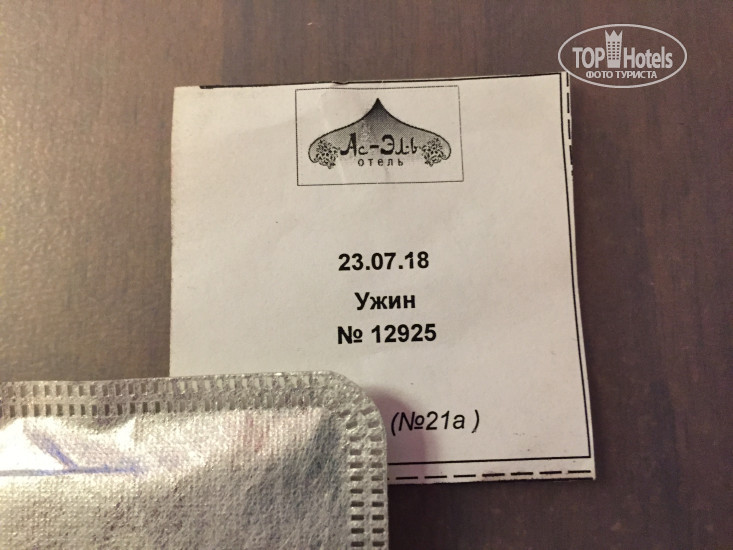 TOP Hotels
ФОТО ТУРИСТА
Ас-Эль
ОТЕЛЬ
23.07.18
Ужин
№ 12925
(№21а )